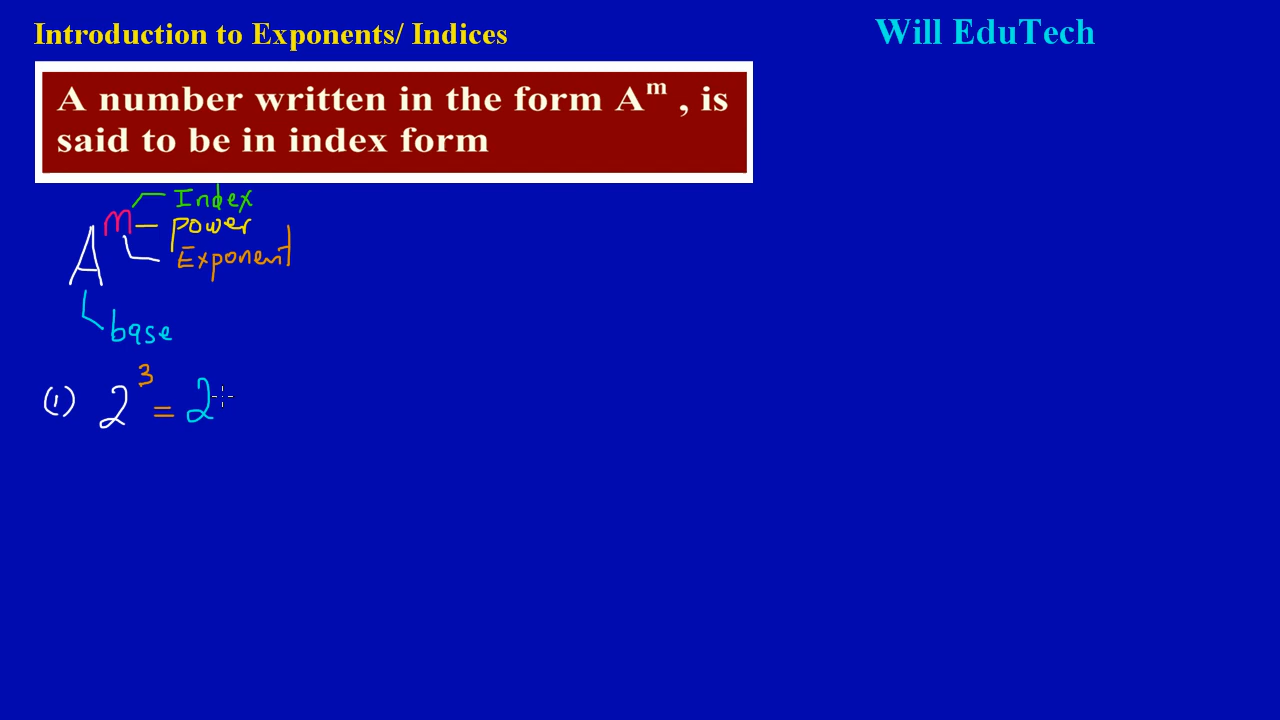 Introduction to Exponents/ Indices
Will EduTech
A number written in the form Aᵐ , is
said to be in index form
Index
Aᵐ power
Exponent
base
(1) 2³ = 2